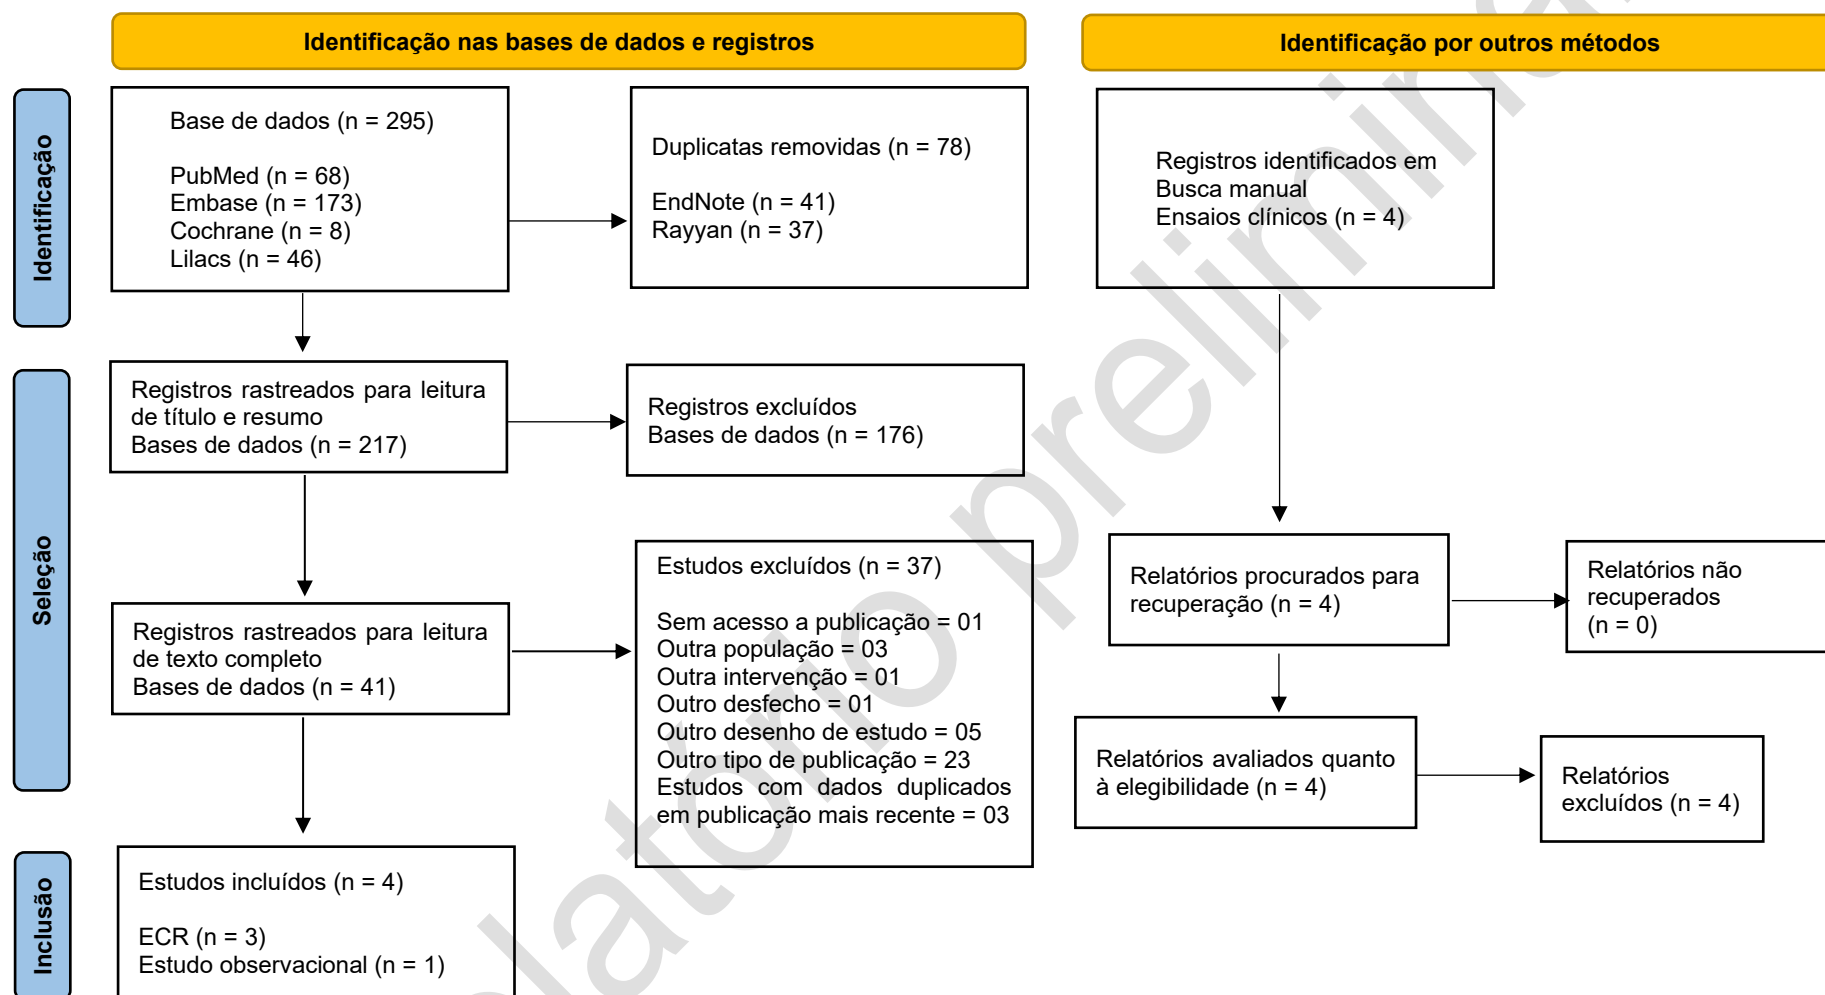 Identificação nas bases de dados e registros
Identificação por outros métodos
Identificação
Base de dados (n = 295)
PubMed (n = 68)
Embase (n = 173)
Cochrane (n = 8)
Lilacs (n = 46)
Duplicatas removidas (n = 78)
EndNote (n = 41)
Rayyan (n = 37)
Registros identificados em
Busca manual
Ensaios clínicos (n = 4)
Seleção
Registros rastreados para leitura
de título e resumo
Bases de dados (n = 217)
Registros excluídos
Bases de dados (n = 176)
Registros rastreados para leitura
de texto completo
Bases de dados (n = 41)
Estudos excluídos (n = 37)
Sem acesso a publicação = 01
Outra população = 03
Outra intervenção = 01
Outro desfecho = 01
Outro desenho de estudo = 05
Outro tipo de publicação = 23
Estudos com dados duplicados
em publicação mais recente = 03
Relatórios procurados para
recuperação (n = 4)
Relatórios não
recuperados
(n = 0)
Relatórios avaliados quanto
à elegibilidade (n = 4)
Relatórios
excluídos (n = 4)
Inclusão
Estudos incluídos (n = 4)
ECR (n = 3)
Estudo observacional (n = 1)
elatório prelimina